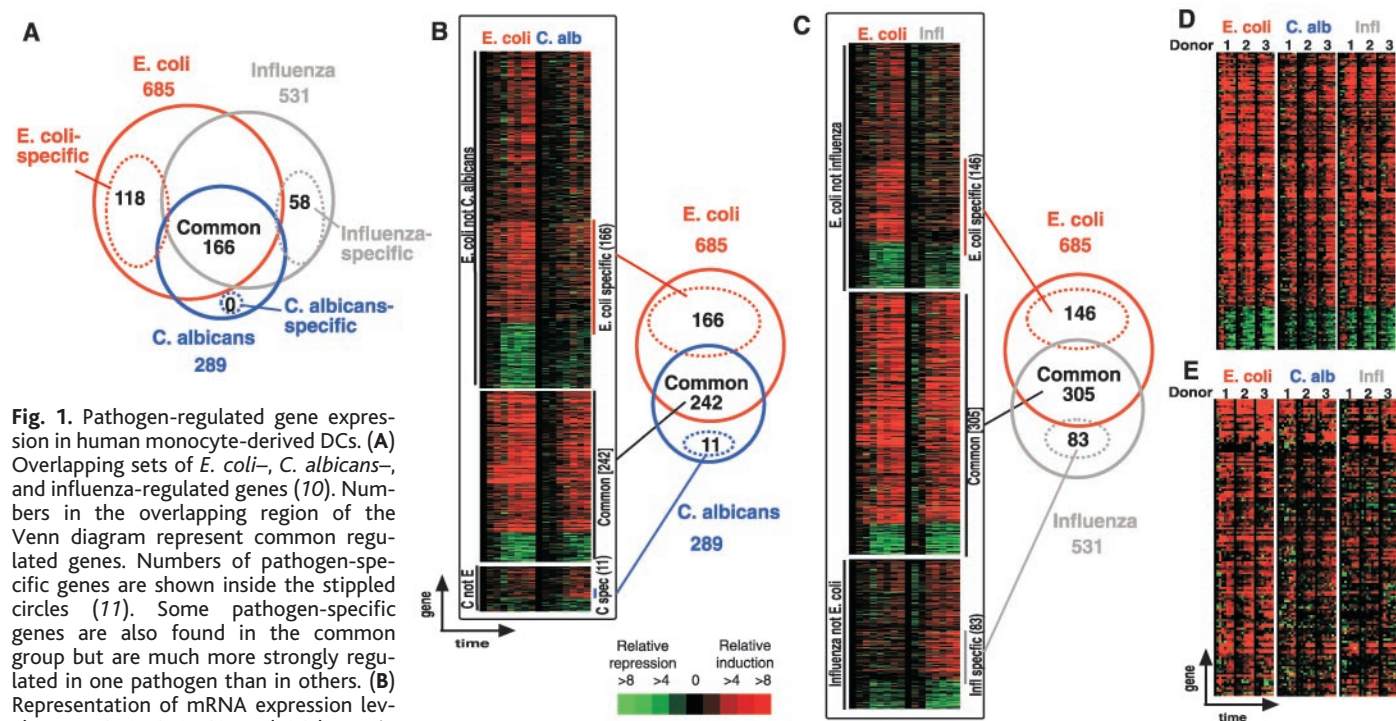 A
E. coli
685
Influenza
531
E. coli-
specific
118
58
Common
166
Influenza-
specific
0
C. albicans-
specific
C. albicans
289
Fig. 1. Pathogen-regulated gene expres-
sion in human monocyte-derived DCs. (A)
Overlapping sets of E. coli–, C. albicans–,
and influenza-regulated genes (10). Num-
bers in the overlapping region of the
Venn diagram represent common regu-
lated genes. Numbers of pathogen-spe-
cific genes are shown inside the stippled
circles (11). Some pathogen-specific
genes are also found in the common
group but are much more strongly regu-
lated in one pathogen than in others. (B)
Representation of mRNA expression lev-
B
E. coli C. alb
E. coli not C. albicans
E. coli specific (166)
Common [242]
C not E
C spec (11)
gene
time
E. coli
685
166
Common
242
11
C. albicans
289
Relative
repression
Relative
induction
>8 >4 0 >4 >8
C
E. coli Infl
E. coli not influenza
E. coli specific (146)
Common [305]
Influenza not E. coli
Infl specific (83)
E. coli
685
146
Common
305
83
Influenza
531
D
E. coli C. alb Infl
Donor 1 2 3 1 2 3 1 2 3
E
E. coli C. alb Infl
Donor 1 2 3 1 2 3 1 2 3
gene
time